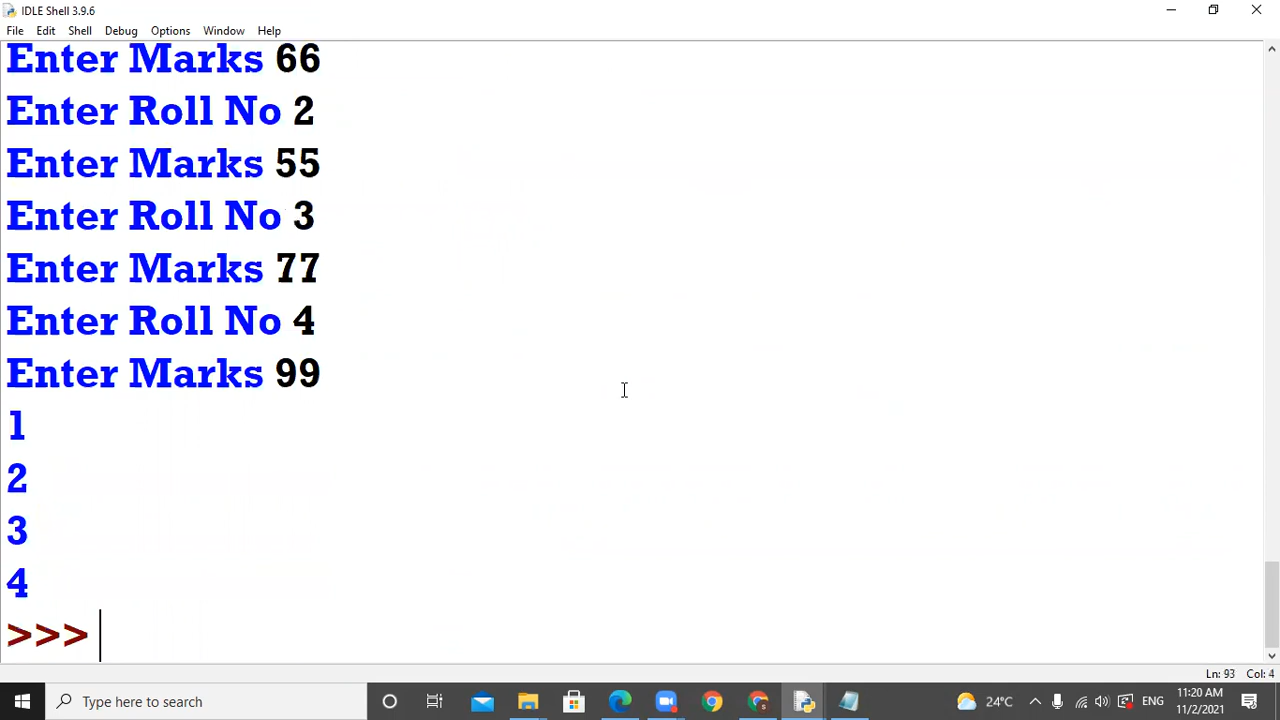 IDLE Shell 3.9.6
File Edit Shell Debug Options Window Help
Enter Marks 66
Enter Roll No 2
Enter Marks 55
Enter Roll No 3
Enter Marks 77
Enter Roll No 4
Enter Marks 99
1
2
3
4
>>>
Ln: 93 Col: 4
Type here to search
24°C
ENG
11:20 AM
11/2/2021